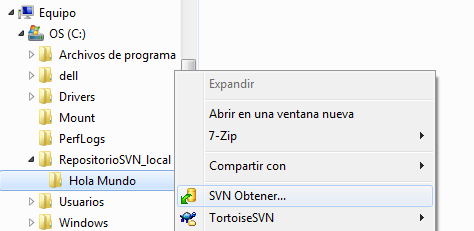 Equipo
OS (C:)
Archivos de programa
dell
Drivers
Mount
PerfLogs
RepositorioSVN_local
Hola Mundo
Usuarios
Windows
Expandir
Abrir en una ventana nueva
7-Zip
Compartir con
SVN Obtener...
TortoiseSVN